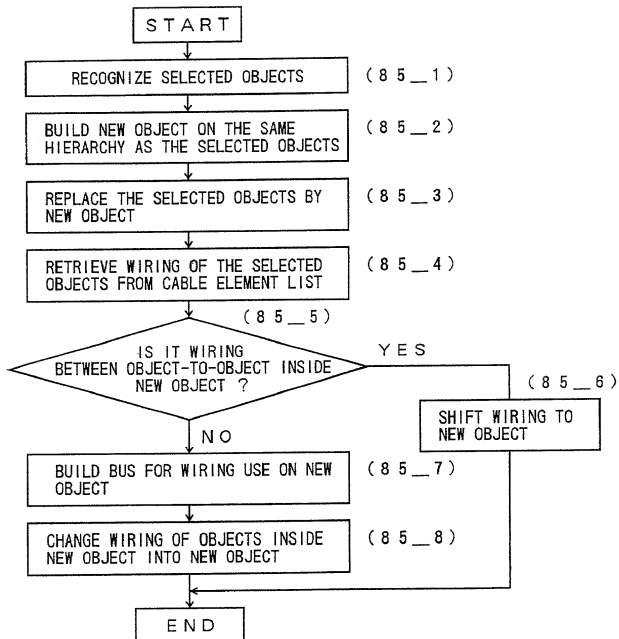 START
RECOGNIZE SELECTED OBJECTS (85_1)
BUILD NEW OBJECT ON THE SAME (85_2)
HIERARCHY AS THE SELECTED OBJECTS
REPLACE THE SELECTED OBJECTS BY (85_3)
NEW OBJECT
RETRIEVE WIRING OF THE SELECTED (85_4)
OBJECTS FROM CABLE ELEMENT LIST
(85_5)
IS IT WIRING
BETWEEN OBJECT-TO-OBJECT INSIDE
NEW OBJECT ?
YES
(85_6)
SHIFT WIRING TO
NEW OBJECT
NO
BUILD BUS FOR WIRING USE ON NEW (85_7)
OBJECT
CHANGE WIRING OF OBJECTS INSIDE (85_8)
NEW OBJECT INTO NEW OBJECT
END